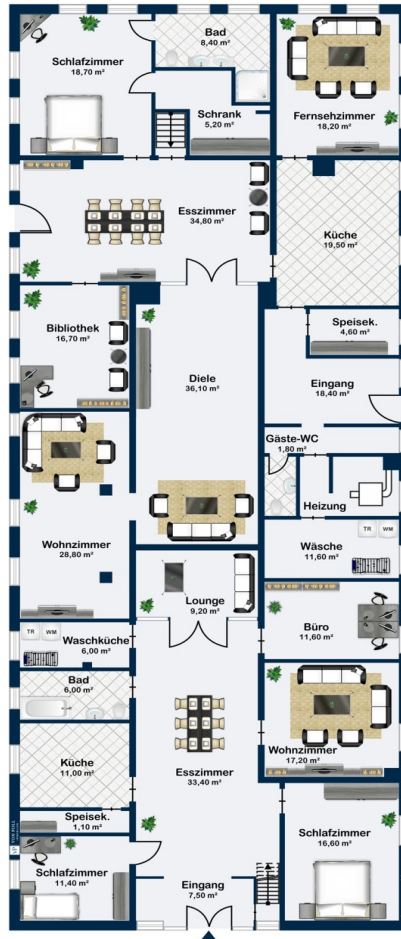 Bad
8,40 m²
Schlafzimmer
18,70 m²
Schrank
5,20 m²
Fernsehzimmer
18,20 m²
Esszimmer
34,80 m²
Küche
19,50 m²
Bibliothek
16,70 m²
Speisek.
4,60 m²
Diele
36,10 m²
Eingang
18,40 m²
Gäste-WC
1,80 m²
Heizung
Wohnzimmer
28,80 m²
TR WM
Wäsche
11,60 m²
Lounge
9,20 m²
Büro
11,60 m²
TR WM
Waschküche
6,00 m²
Bad
6,00 m²
Wohnzimmer
17,20 m²
Küche
11,00 m²
Esszimmer
33,40 m²
Speisek.
1,10 m²
Schlafzimmer
16,60 m²
Schlafzimmer
11,40 m²
Eingang
7,50 m²
VP VON POLL